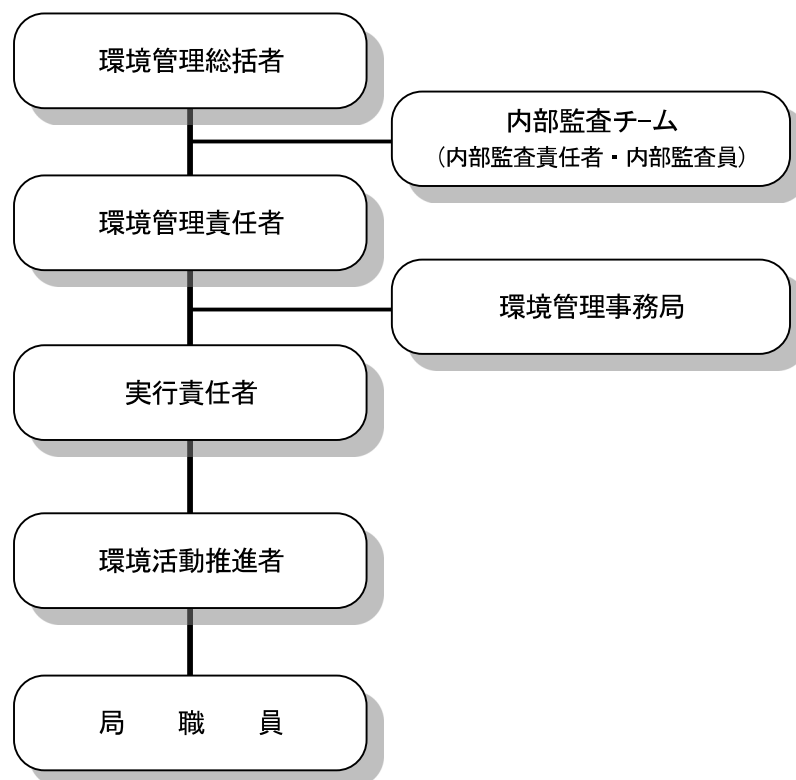 環境管理総括者
内部監査チーム
（内部監査責任者・内部監査員）
環境管理責任者
環境管理事務局
実行責任者
環境活動推進者
局　職　員